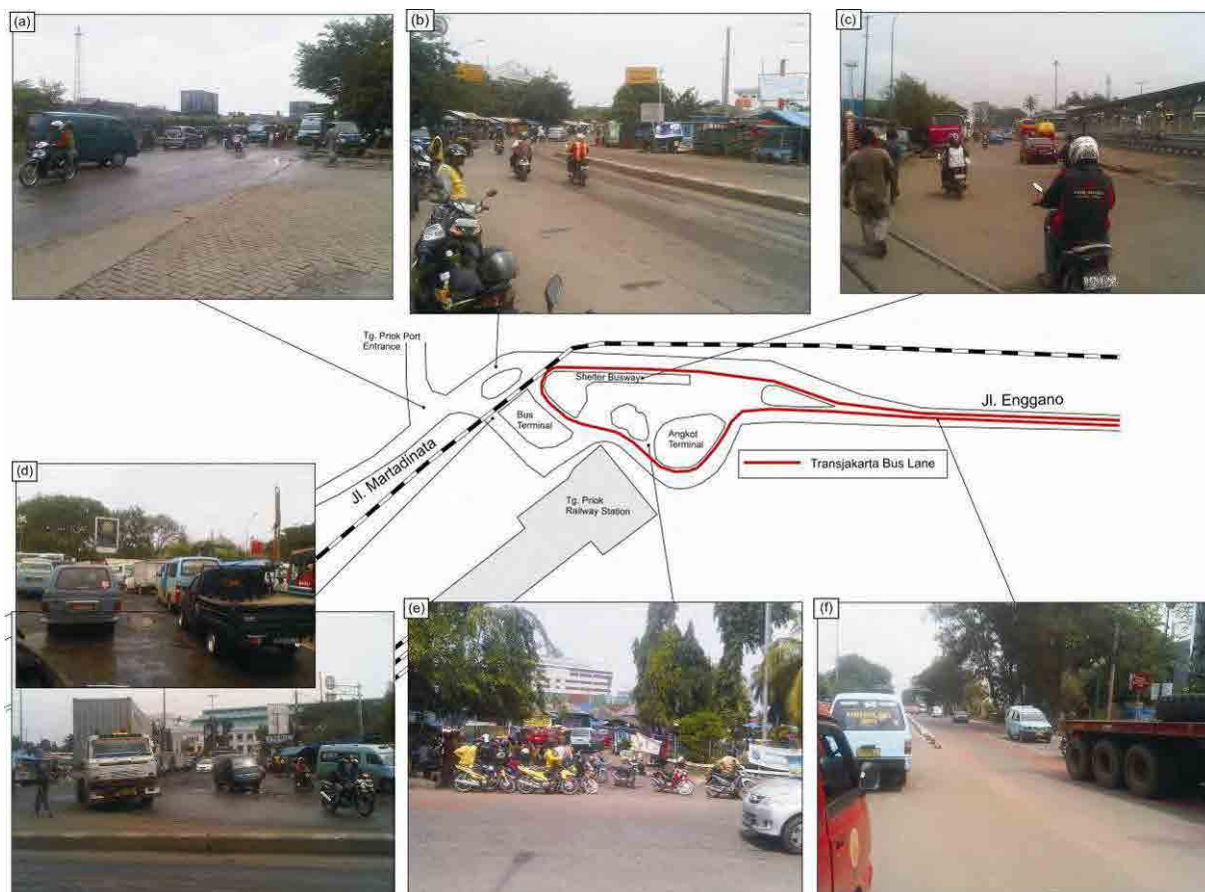 (a)
(b)
(c)
Tg. Priok Port
Entrance
Shelter Busway
Jl. Enggano
Bus
Terminal
Angkot
Terminal
Jl. Martadinata
Transjakarta Bus Lane
Tg. Priok
Railway Station
(d)
(e)
(f)